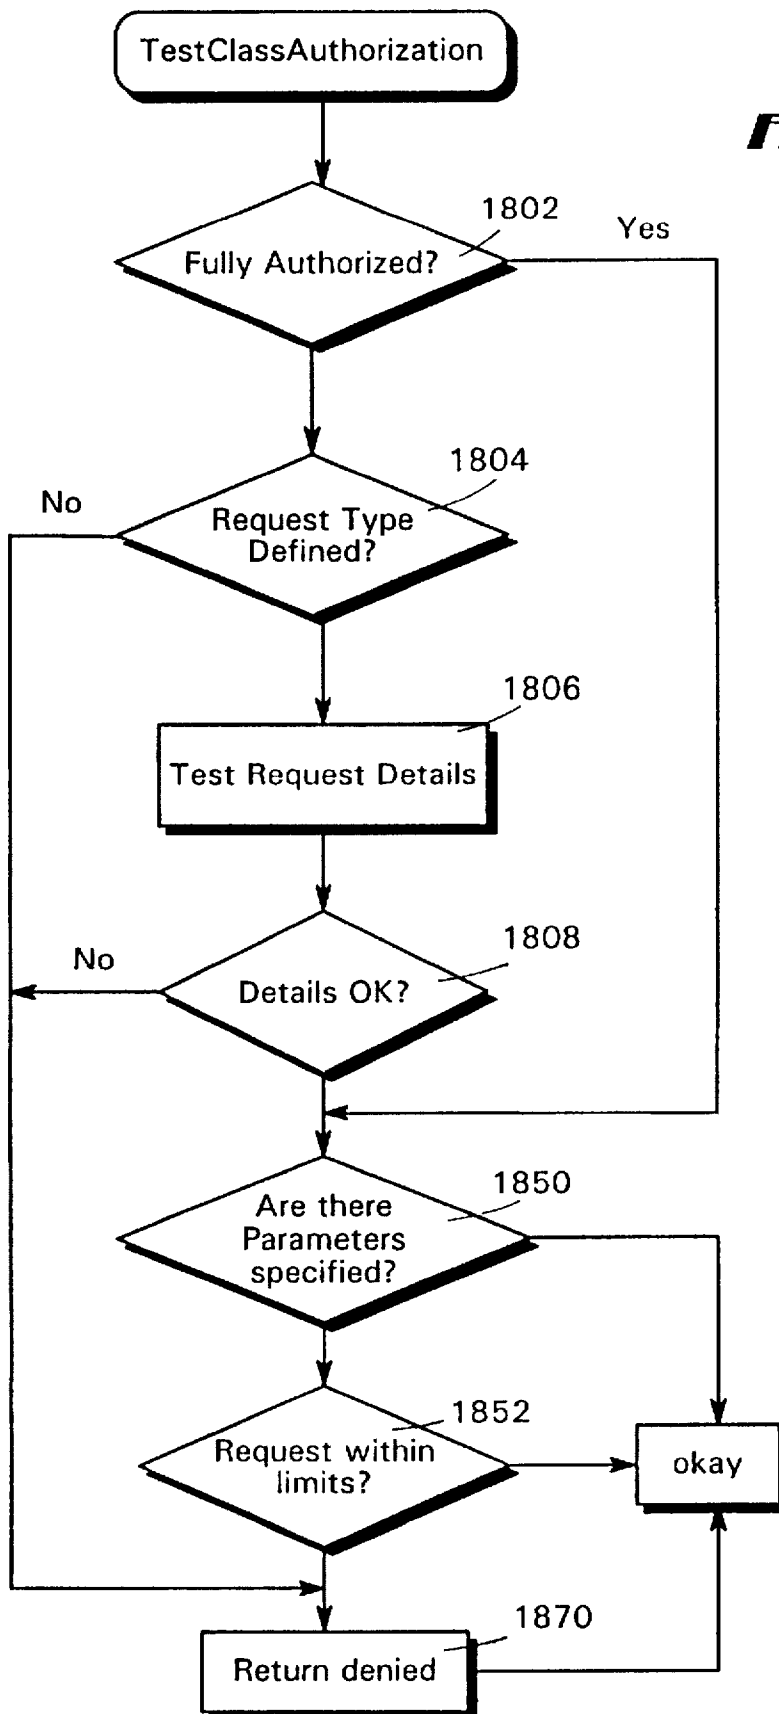 TestClassAuthorization
1802
Yes
Fully Authorized?
1804
No
Request Type
Defined?
1806
Test Request Details
1808
No
Details OK?
1850
Are there
Parameters
specified?
1852
Request within
limits?
okay
1870
Return denied